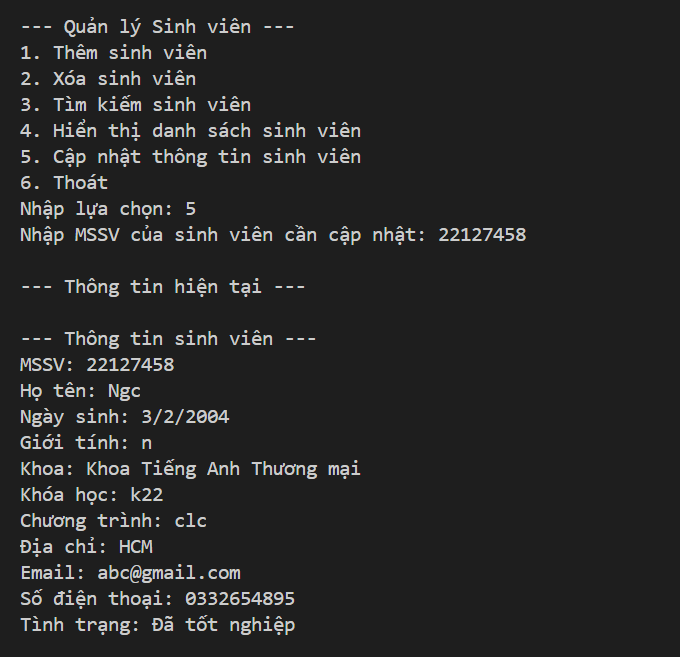 --- Quản lý Sinh viên ---
1. Thêm sinh viên
2. Xóa sinh viên
3. Tìm kiếm sinh viên
4. Hiển thị danh sách sinh viên
5. Cập nhật thông tin sinh viên
6. Thoát
Nhập lựa chọn: 5
Nhập MSSV của sinh viên cần cập nhật: 22127458
--- Thông tin hiện tại ---
--- Thông tin sinh viên ---
MSSV: 22127458
Họ tên: Ngc
Ngày sinh: 3/2/2004
Giới tính: n
Khoa: Khoa Tiếng Anh Thương mại
Khóa học: k22
Chương trình: clc
Địa chỉ: HCM
Email: abc@gmail.com
Số điện thoại: 0332654895
Tình trạng: Đã tốt nghiệp